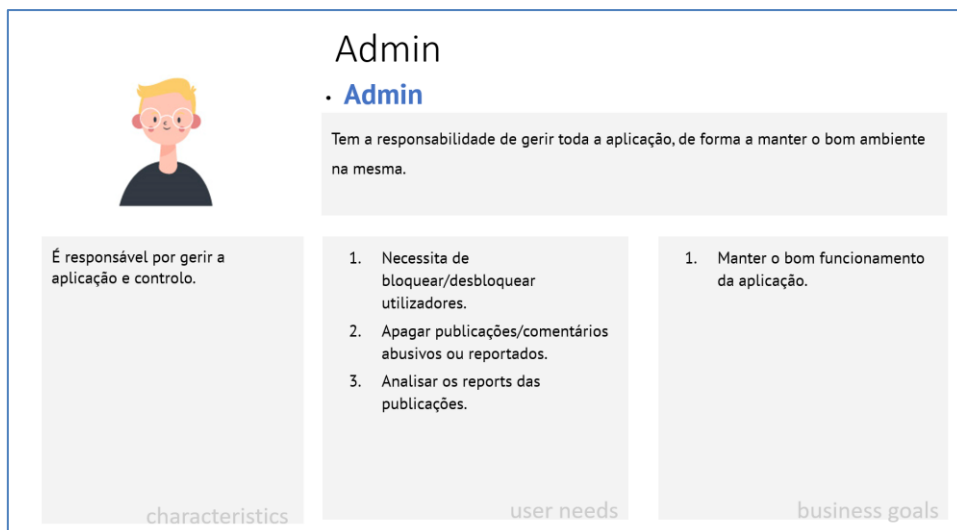 Admin
• Admin
Tem a responsabilidade de gerir toda a aplicação, de forma a manter o bom ambiente
na mesma.
É responsável por gerir a
aplicação e controlo.
characteristics
1. Necessita de
bloquear/desbloquear
utilizadores.
2. Apagar publicações/comentários
abusivos ou reportados.
3. Analisar os reports das
publicações.
user needs
1. Manter o bom funcionamento
da aplicação.
business goals